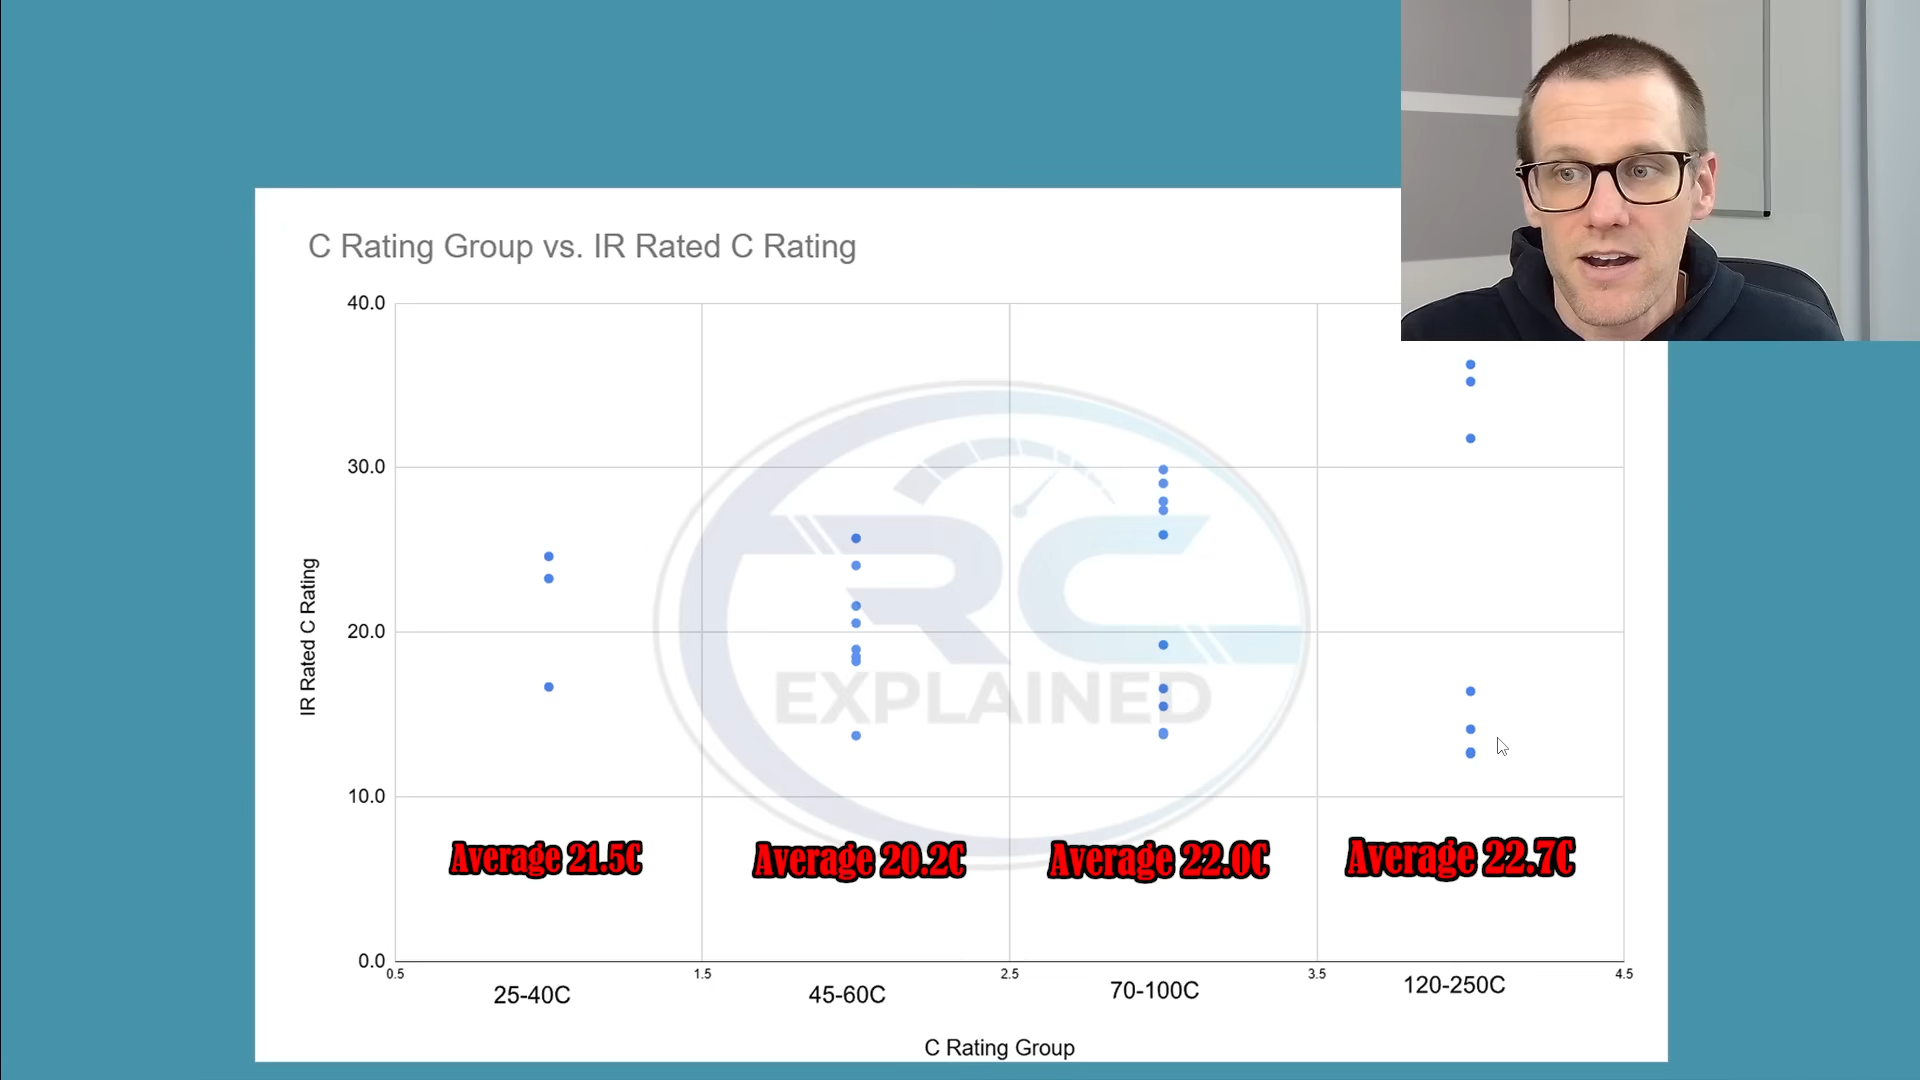 C Rating Group vs. IR Rated C Rating
40.0
30.0
20.0
10.0
0.0
IR Rated C Rating
RC
EXPLAINED
Average 21.5C
Average 20.2C
Average 22.0C
Average 22.7C
0.5
1.5
2.5
3.5
4.5
25-40C
45-60C
70-100C
120-250C
C Rating Group